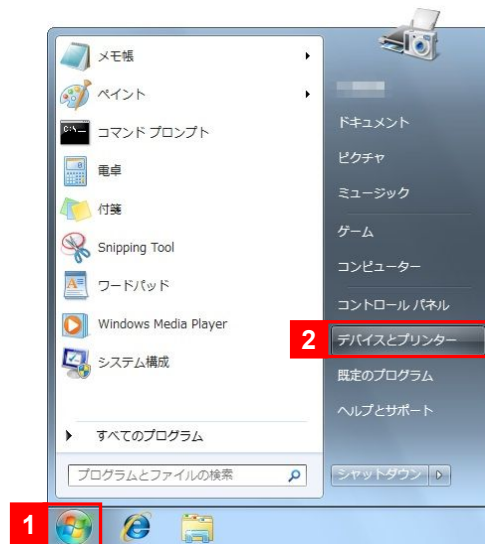 メモ帳
ペイント
C:\_
コマンド プロンプト
電卓
付箋
Snipping Tool
ワードパッド
Windows Media Player
システム構成
すべてのプログラム
プログラムとファイルの検索
ドキュメント
ピクチャ
ミュージック
ゲーム
コンピューター
コントロール パネル
2
デバイスとプリンター
既定のプログラム
ヘルプとサポート
シャットダウン
1